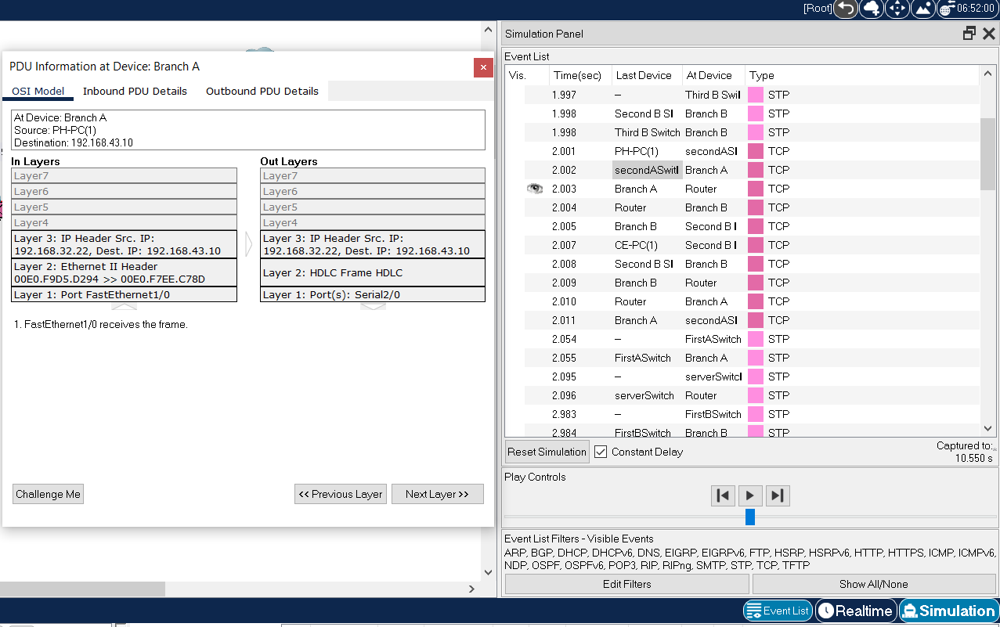 [Root]
06:52:00
PDU Information at Device: Branch A
OSI Model
Inbound PDU Details
Outbound PDU Details
At Device: Branch A
Source: PH-PC(1)
Destination: 192.168.43.10
In Layers
Layer7
Layer6
Layer5
Layer4
Layer 3: IP Header Src. IP:
192.168.32.22, Dest. IP: 192.168.43.10
Layer 2: Ethernet II Header
00E0.F9D5.D294 >> 00E0.F7EE.C78D
Layer 1: Port FastEthernet1/0
Out Layers
Layer7
Layer6
Layer5
Layer4
Layer 3: IP Header Src. IP:
192.168.32.22, Dest. IP: 192.168.43.10
Layer 2: HDLC Frame HDLC
Layer 1: Port(s): Serial2/0
1. FastEthernet1/0 receives the frame.
Challenge Me
<< Previous Layer
Next Layer >>
Simulation Panel
Event List
Vis. Time(sec) Last Device At Device Type
1.997 -- Third B Swil STP
1.998 Second B SI Branch B STP
1.998 Third B Switch Branch B STP
2.001 PH-PC(1) secondASI TCP
2.002 secondASwitl Branch A TCP
2.003 Branch A Router TCP
2.004 Router Branch B TCP
2.005 Branch B Second B I TCP
2.007 CE-PC(1) Second B I TCP
2.008 Second B SI Branch B TCP
2.009 Branch B Router TCP
2.010 Router Branch A TCP
2.011 Branch A secondASI TCP
2.054 -- FirstASwitch STP
2.055 FirstASwitch Branch A STP
2.095 -- serverSwitcl STP
2.096 serverSwitch Router STP
2.983 -- FirstBSwitch STP
2.984 FirstBSwitch Branch B STP
Reset Simulation
Constant Delay
Captured to:
10.550 s
Play Controls
Event List Filters - Visible Events
ARP, BGP, DHCP, DHCPv6, DNS, EIGRP, EIGRPv6, FTP, HSRP, HSRPv6, HTTP, HTTPS, ICMP, ICMPv6,
NDP, OSPF, OSPFv6, POP3, RIP, RIPng, SMTP, STP, TCP, TFTP
Edit Filters
Show All/None
Event List
Realtime
Simulation